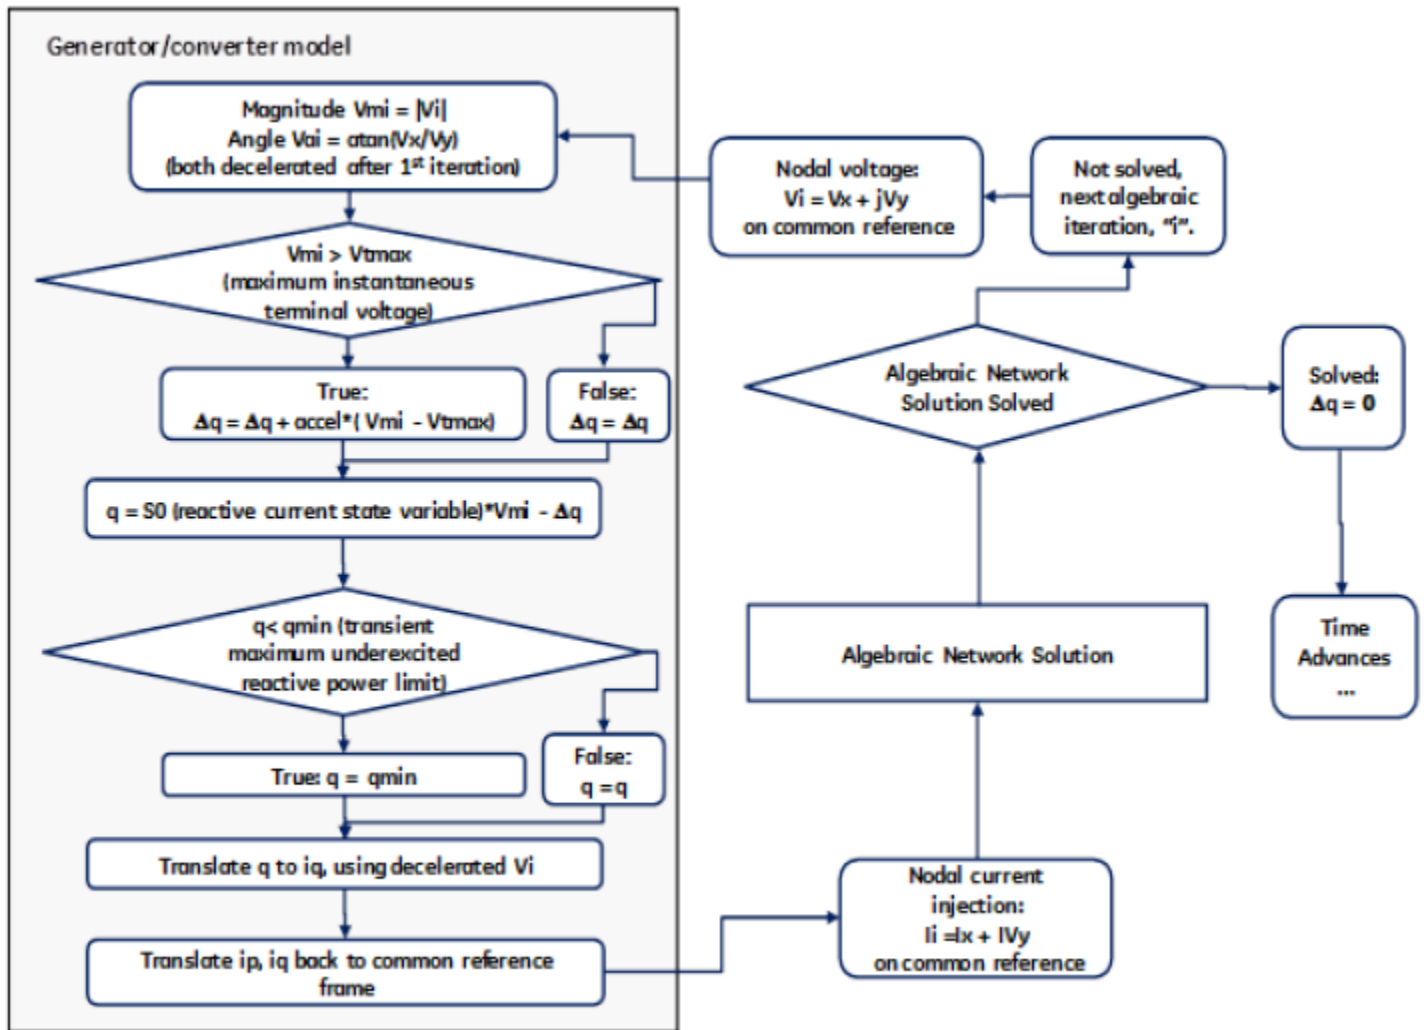 Generator/converter model
Magnitude Vmi = |Vi|
Angle Vai = atan(Vx/Vy)
(both decelerated after 1st iteration)
Vmi > Vtmax
(maximum instantaneous
terminal voltage)
True:
Δq = Δq + accel*( Vmi - Vtmax)
False:
Δq = Δq
q = S0 (reactive current state variable)*Vmi - Δq
q< qmin (transient
maximum underexcited
reactive power limit)
True: q = qmin
False:
q = q
Translate q to iq, using decelerated Vi
Translate ip, iq back to common reference
frame
Nodal current
injection:
Ii =Ix + IVy
on common reference
Algebraic Network Solution
Algebraic Network
Solution Solved
Not solved,
next algebraic
iteration, "i".
Nodal voltage:
Vi = Vx + jVy
on common reference
Solved:
Δq = 0
Time
Advances
...